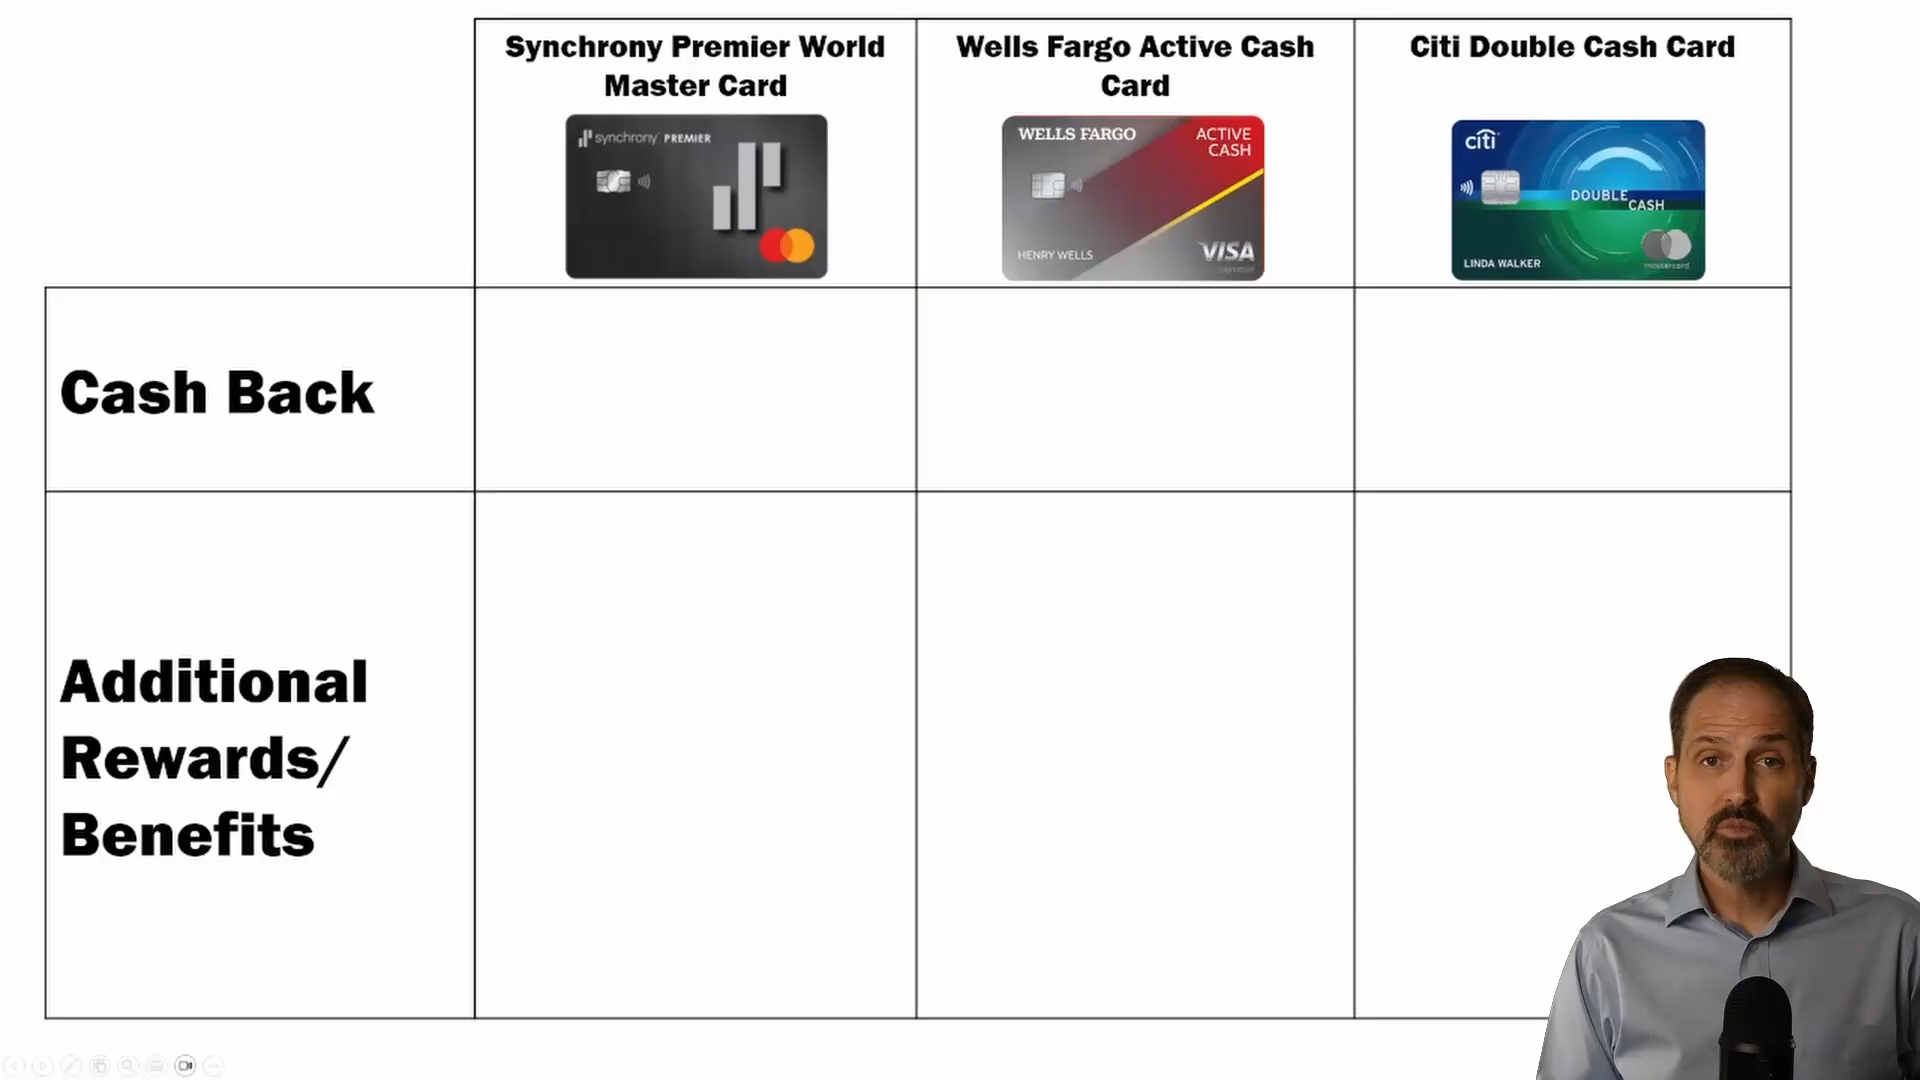 Synchrony Premier World
Master Card
synchrony PREMIER
Wells Fargo Active Cash
Card
WELLS FARGO
ACTIVE
CASH
HENRY WELLS
VISA
Citi Double Cash Card
citi
DOUBLE
CASH
LINDA WALKER
mastercard
Cash Back
Additional
Rewards/
Benefits